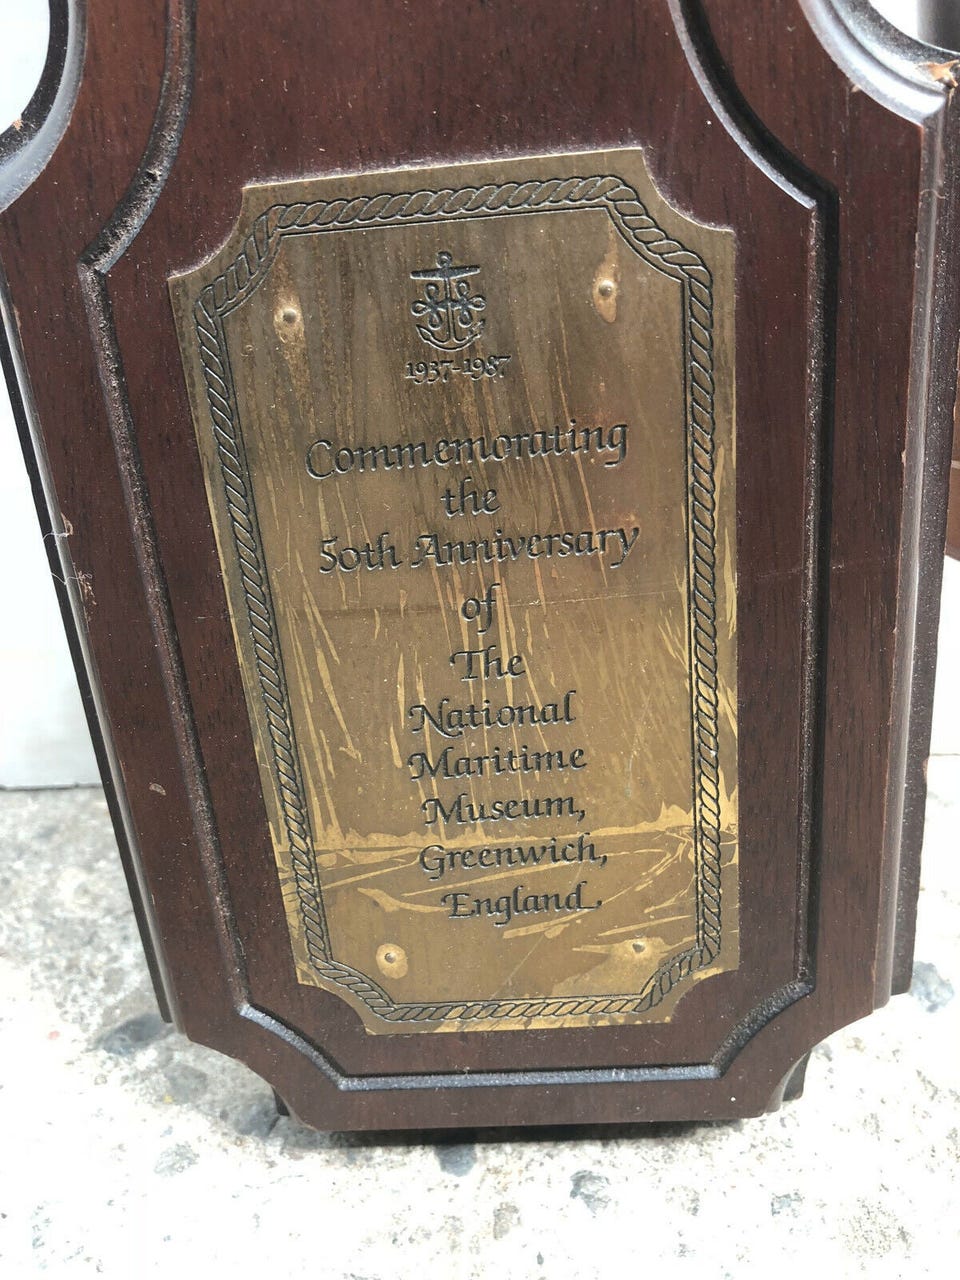 1937-1987
Commemorating
the
50th Anniversary
of
The
National
Maritime
Museum,
Greenwich,
England.